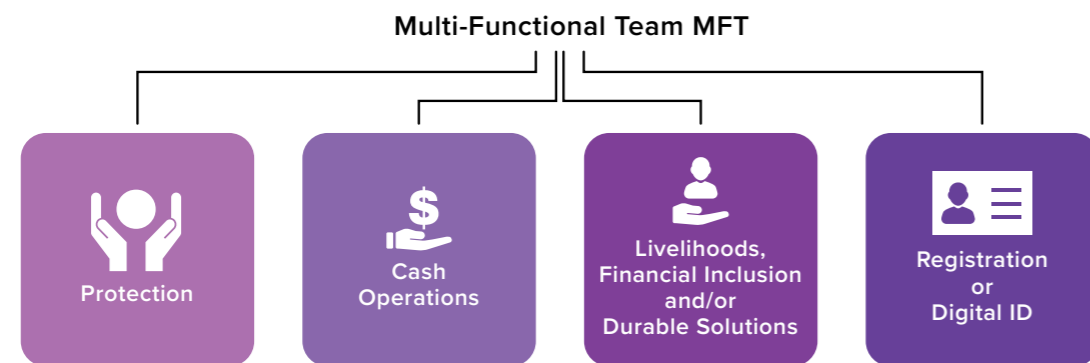 Multi-Functional Team MFT
Protection
$
Cash
Operations
Livelihoods,
Financial Inclusion
and/or
Durable Solutions
Registration
or
Digital ID